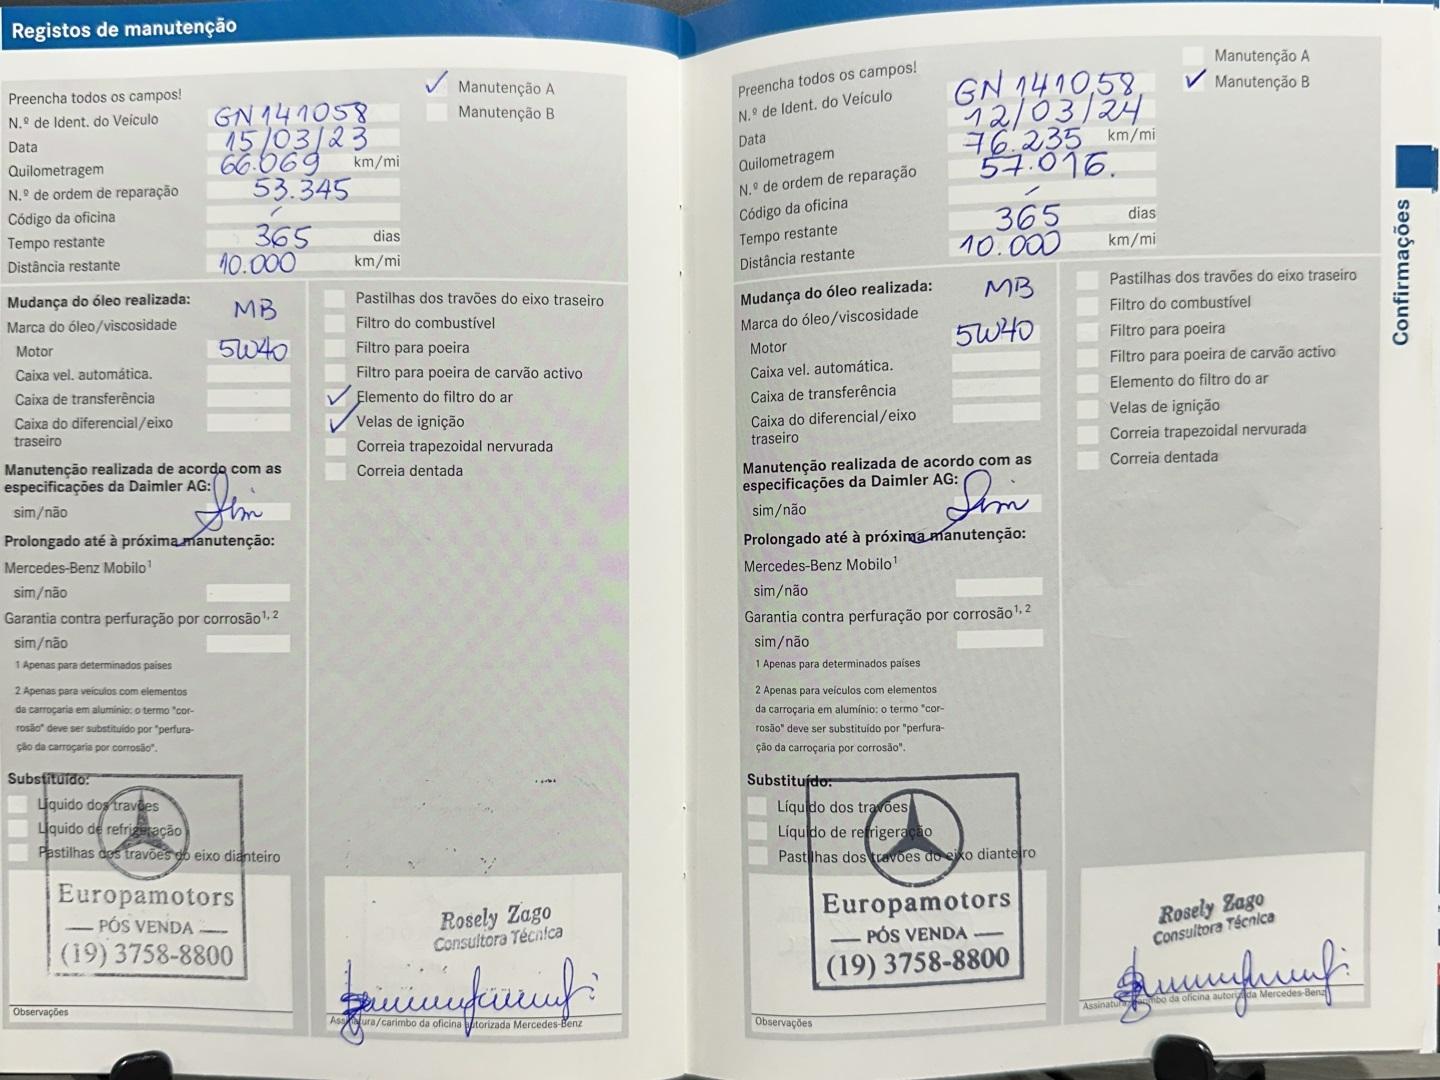 Registos de manutenção
Preencha todos os campos!
✓ Manutenção A
Manutenção B
N.º de Ident. do Veículo GN141058
Data 15/03/23
Quilometragem 66.069 km/mi
N.º de ordem de reparação 53.345
Código da oficina -
Tempo restante 365 dias
Distância restante 10.000 km/mi
Mudança do óleo realizada:
Marca do óleo/viscosidade MB
Motor 5W40
Caixa vel. automática.
Caixa de transferência
Caixa do diferencial/eixo
traseiro
Manutenção realizada de acordo com as
especificações da Daimler AG:
sim/não Sim
Prolongado até à próxima manutenção:
Mercedes-Benz Mobilo¹
sim/não
Garantia contra perfuração por corrosão¹, ²
sim/não
1 Apenas para determinados países
2 Apenas para veículos com elementos
da carroçaria em alumínio: o termo "cor-
rosão" deve ser substituído por "perfura-
ção da carroçaria por corrosão".
Substituído:
Líquido dos travões
Líquido de refrigeração
Pastilhas dos travões do eixo dianteiro
Pastilhas dos travões do eixo traseiro
Filtro do combustível
Filtro para poeira
Filtro para poeira de carvão activo
✓ Elemento do filtro do ar
✓ Velas de ignição
Correia trapezoidal nervurada
Correia dentada
Europamotors
— PÓS VENDA —
(19) 3758-8800
Observações
Rosely Zago
Consultora Técnica
Assinatura/carimbo da oficina autorizada Mercedes-Benz
Preencha todos os campos!
Manutenção A
✓ Manutenção B
N.º de Ident. do Veículo GN141058
Data 12/03/24
Quilometragem 76.235 km/mi
N.º de ordem de reparação 57.016.
Código da oficina -
Tempo restante 365 dias
Distância restante 10.000 km/mi
Mudança do óleo realizada:
Marca do óleo/viscosidade MB
Motor 5W40
Caixa vel. automática.
Caixa de transferência
Caixa do diferencial/eixo
traseiro
Manutenção realizada de acordo com as
especificações da Daimler AG:
sim/não Sim
Prolongado até à próxima manutenção:
Mercedes-Benz Mobilo¹
sim/não
Garantia contra perfuração por corrosão¹, ²
sim/não
1 Apenas para determinados países
2 Apenas para veículos com elementos
da carroçaria em alumínio: o termo "cor-
rosão" deve ser substituído por "perfura-
ção da carroçaria por corrosão".
Substituído:
Líquido dos travões
Líquido de refrigeração
Pastilhas dos travões do eixo dianteiro
Pastilhas dos travões do eixo traseiro
Filtro do combustível
Filtro para poeira
Filtro para poeira de carvão activo
Elemento do filtro do ar
Velas de ignição
Correia trapezoidal nervurada
Correia dentada
Europamotors
— PÓS VENDA —
(19) 3758-8800
Observações
Rosely Zago
Consultora Técnica
Assinatura/carimbo da oficina autorizada Mercedes-Benz
Confirmações